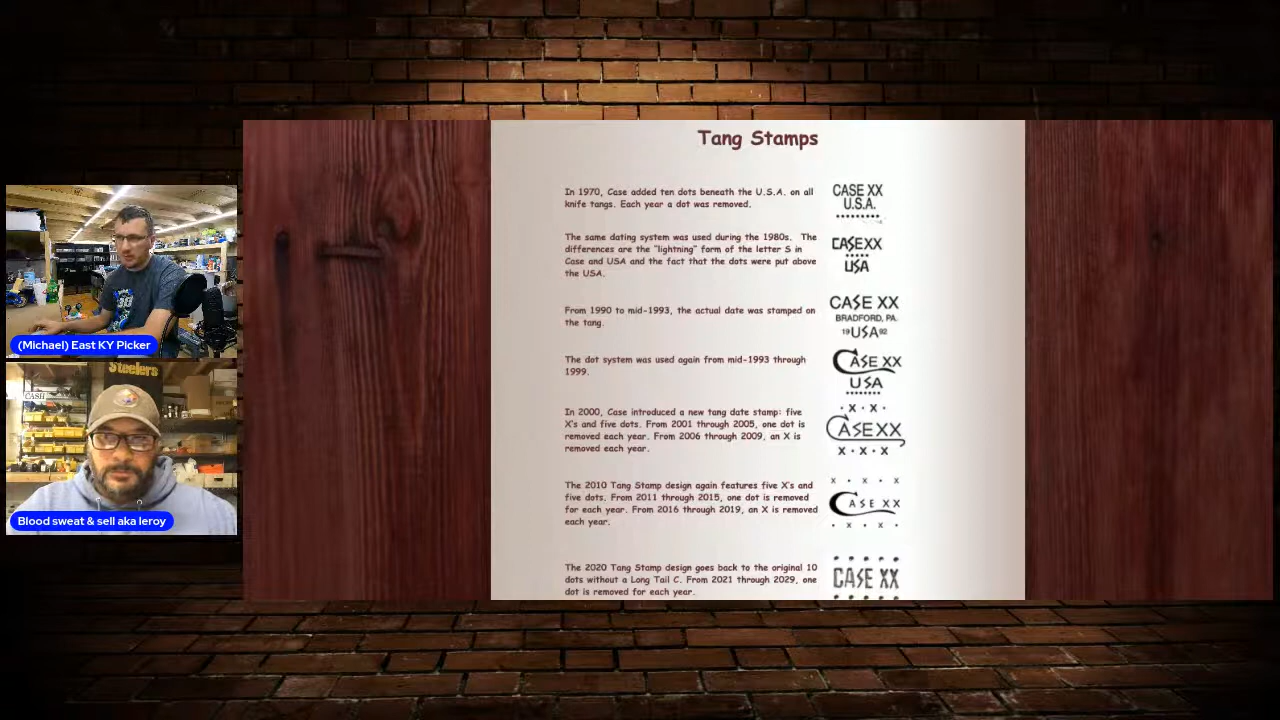 Tang Stamps
In 1970, Case added ten dots beneath the U.S.A. on all
knife tangs. Each year a dot was removed.
CASE XX
U.S.A.
The same dating system was used during the 1980s. The
differences are the "lightning" form of the letter S in
Case and USA and the fact that the dots were put above
the USA.
CASE XX
USA
From 1990 to mid-1993, the actual date was stamped on
the tang.
CASE XX
BRADFORD, PA.
19 USA 92
The dot system was used again from mid-1993 through
1999.
CASE XX
USA
In 2000, Case introduced a new tang date stamp: five
X's and five dots. From 2001 through 2005, one dot is
removed each year. From 2006 through 2009, an X is
removed each year.
· X · X ·
CASE XX
X · X · X
The 2010 Tang Stamp design again features five X's and
five dots. From 2011 through 2015, one dot is removed
for each year. From 2016 through 2019, an X is removed
each year.
X · X · X
CASE XX
· X · X ·
The 2020 Tang Stamp design goes back to the original 10
dots without a Long Tail C. From 2021 through 2029, one
dot is removed for each year.
CASE XX
(Michael) East KY Picker
Steelers
CASH
Blood sweat & sell aka leroy